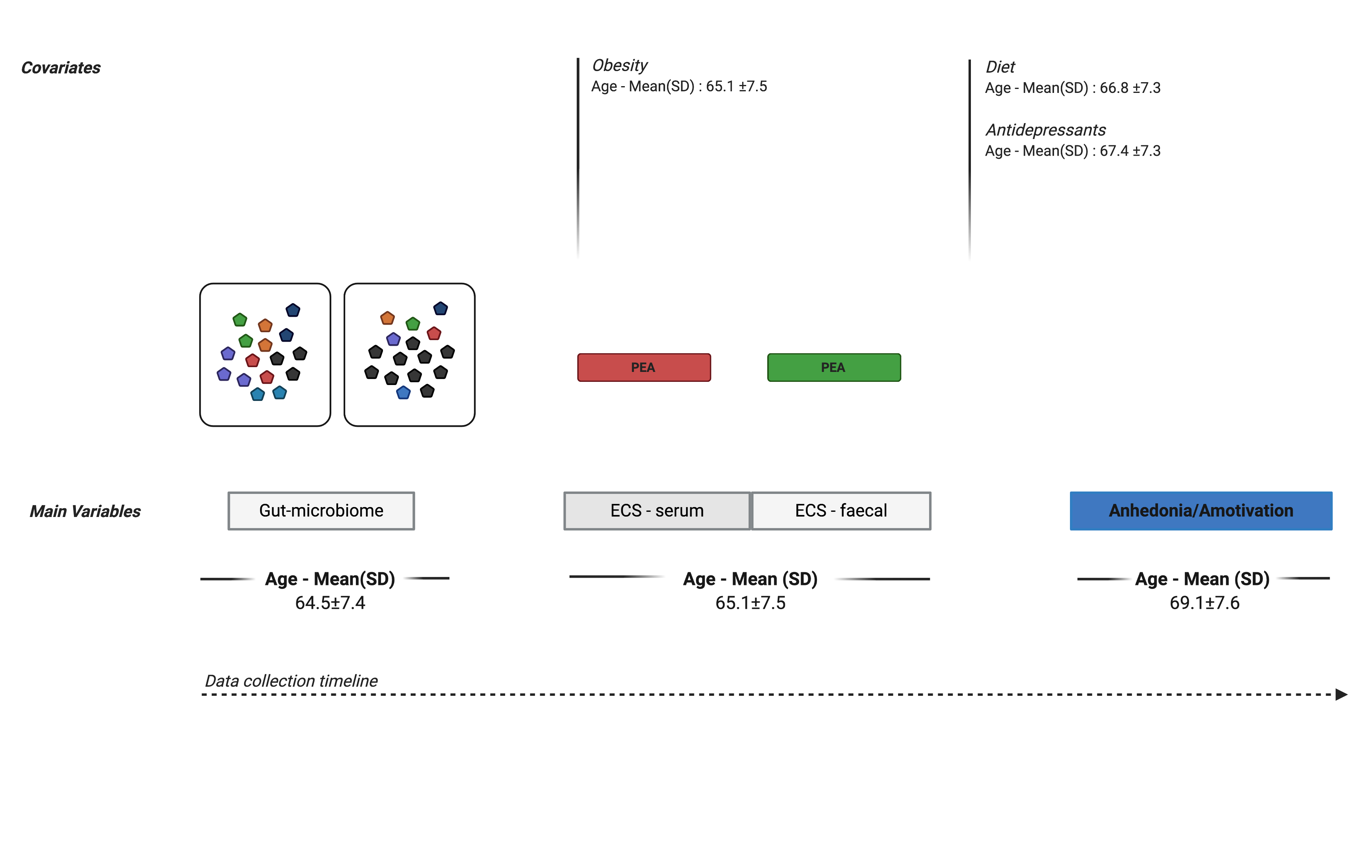 Covariates
Obesity
Age - Mean(SD) : 65.1 ±7.5
Diet
Age - Mean(SD) : 66.8 ±7.3
Antidepressants
Age - Mean(SD) : 67.4 ±7.3
PEA
PEA
Main Variables
Gut-microbiome
ECS - serum
ECS - faecal
Anhedonia/Amotivation
Age - Mean(SD)
64.5±7.4
Age - Mean (SD)
65.1±7.5
Age - Mean (SD)
69.1±7.6
Data collection timeline